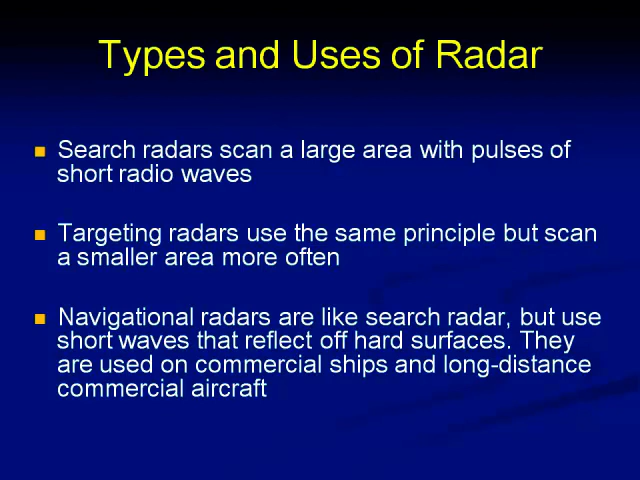 Types and Uses of Radar
Search radars scan a large area with pulses of
short radio waves
Targeting radars use the same principle but scan
a smaller area more often
Navigational radars are like search radar, but use
short waves that reflect off hard surfaces. They
are used on commercial ships and long-distance
commercial aircraft